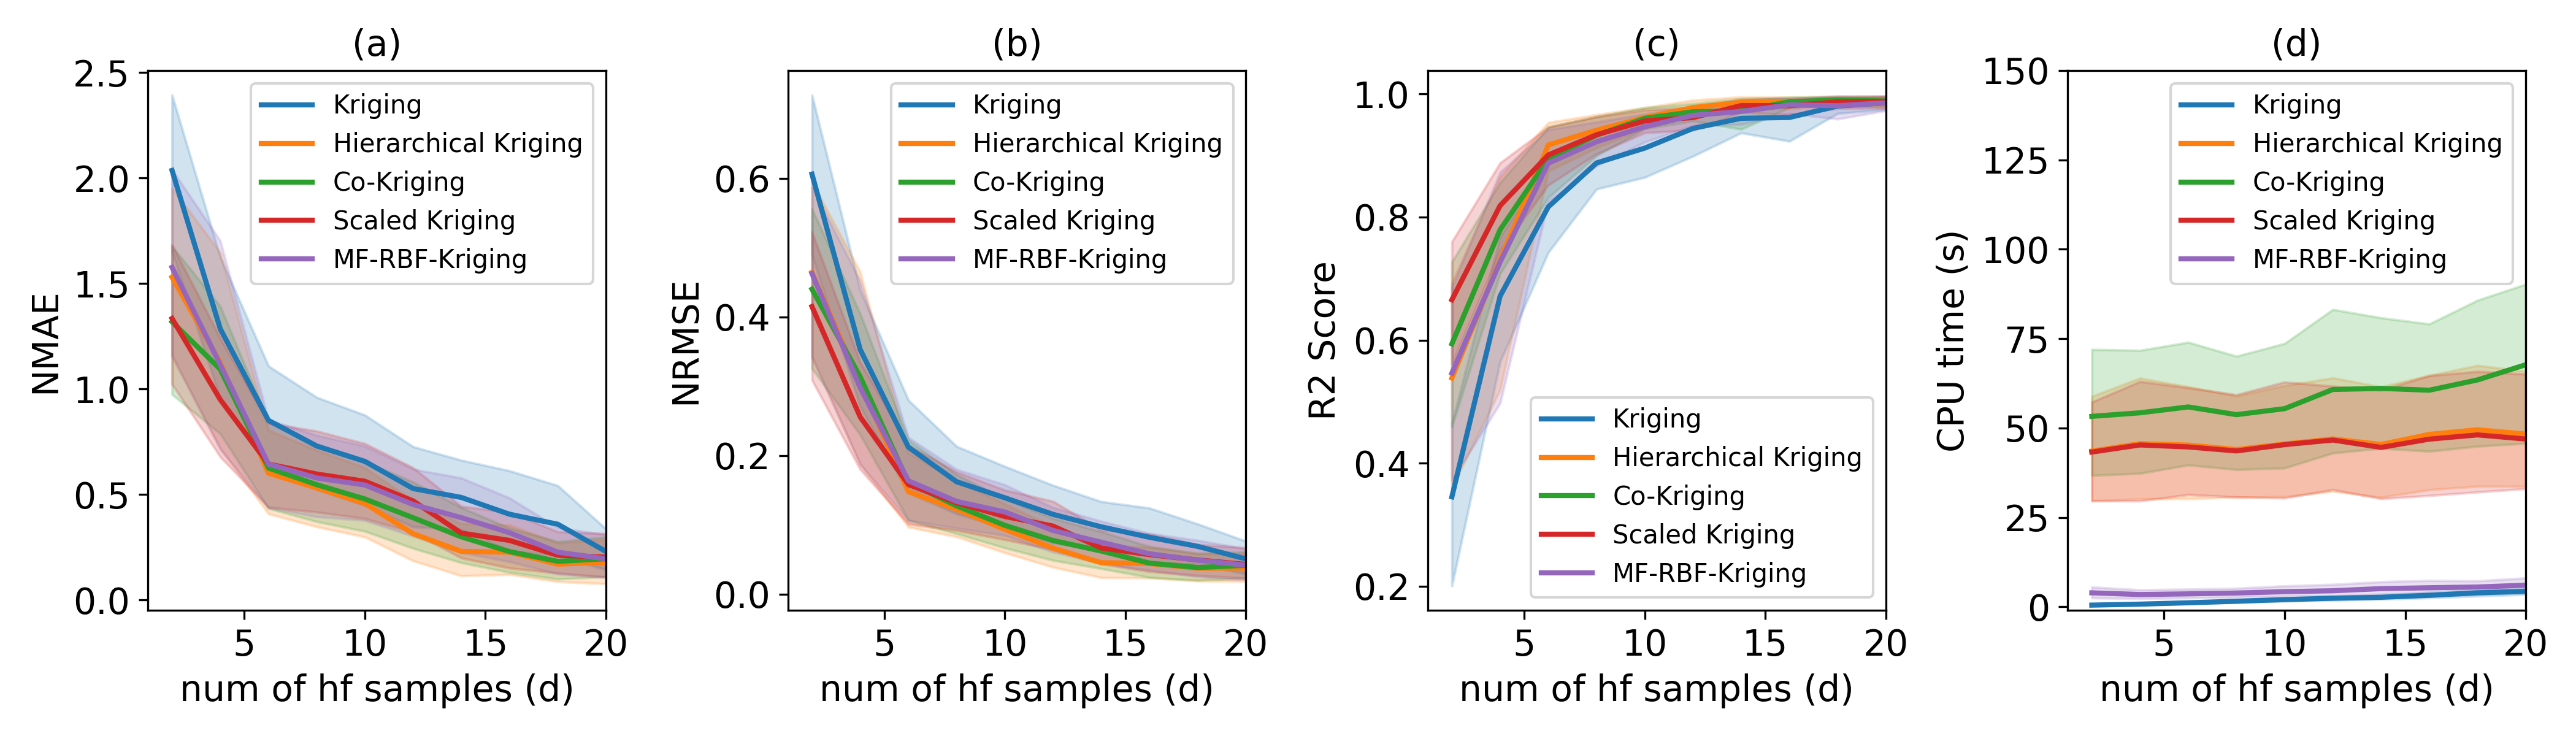 (a)
2.5
2.0
1.5
1.0
0.5
0.0
NMAE
Kriging
Hierarchical Kriging
Co-Kriging
Scaled Kriging
MF-RBF-Kriging
5
10
15
20
num of hf samples (d)
(b)
0.6
0.4
0.2
0.0
NRMSE
Kriging
Hierarchical Kriging
Co-Kriging
Scaled Kriging
MF-RBF-Kriging
5
10
15
20
num of hf samples (d)
(c)
1.0
0.8
0.6
0.4
0.2
R2 Score
Kriging
Hierarchical Kriging
Co-Kriging
Scaled Kriging
MF-RBF-Kriging
5
10
15
20
num of hf samples (d)
(d)
150
125
100
75
50
25
0
CPU time (s)
Kriging
Hierarchical Kriging
Co-Kriging
Scaled Kriging
MF-RBF-Kriging
5
10
15
20
num of hf samples (d)